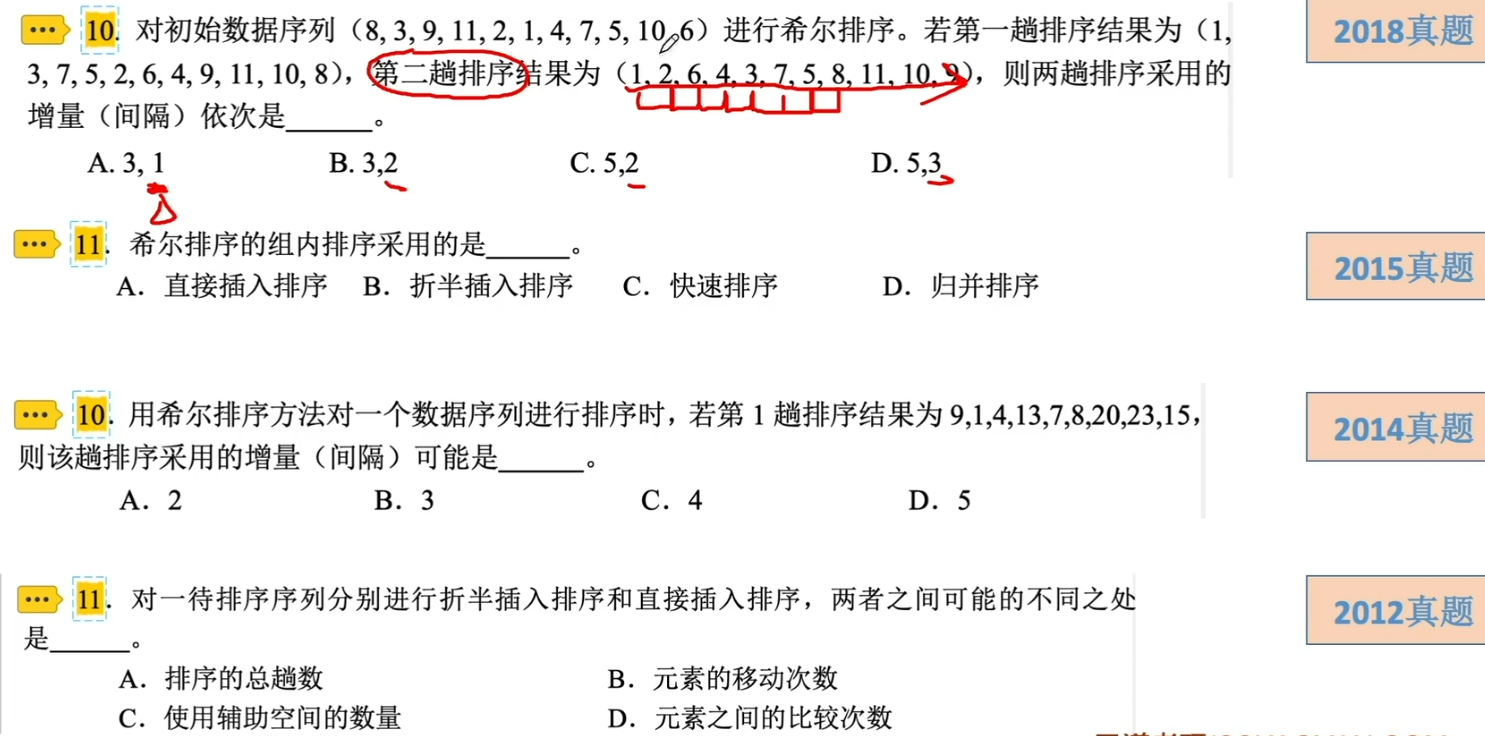 10. 对初始数据序列（8, 3, 9, 11, 2, 1, 4, 7, 5, 10, 6）进行希尔排序。若第一趟排序结果为（1,
3, 7, 5, 2, 6, 4, 9, 11, 10, 8），第二趟排序结果为（1, 2, 6, 4, 3, 7, 5, 8, 11, 10, 9），则两趟排序采用的
增量（间隔）依次是______。
A. 3, 1 B. 3,2 C. 5,2 D. 5,3
2018真题
11. 希尔排序的组内排序采用的是______。
A．直接插入排序 B．折半插入排序 C．快速排序 D．归并排序
2015真题
10. 用希尔排序方法对一个数据序列进行排序时，若第 1 趟排序结果为 9,1,4,13,7,8,20,23,15，
则该趟排序采用的增量（间隔）可能是______。
A．2 B．3 C．4 D．5
2014真题
11. 对一待排序序列分别进行折半插入排序和直接插入排序，两者之间可能的不同之处
是______。
A．排序的总趟数 B．元素的移动次数
C．使用辅助空间的数量 D．元素之间的比较次数
2012真题